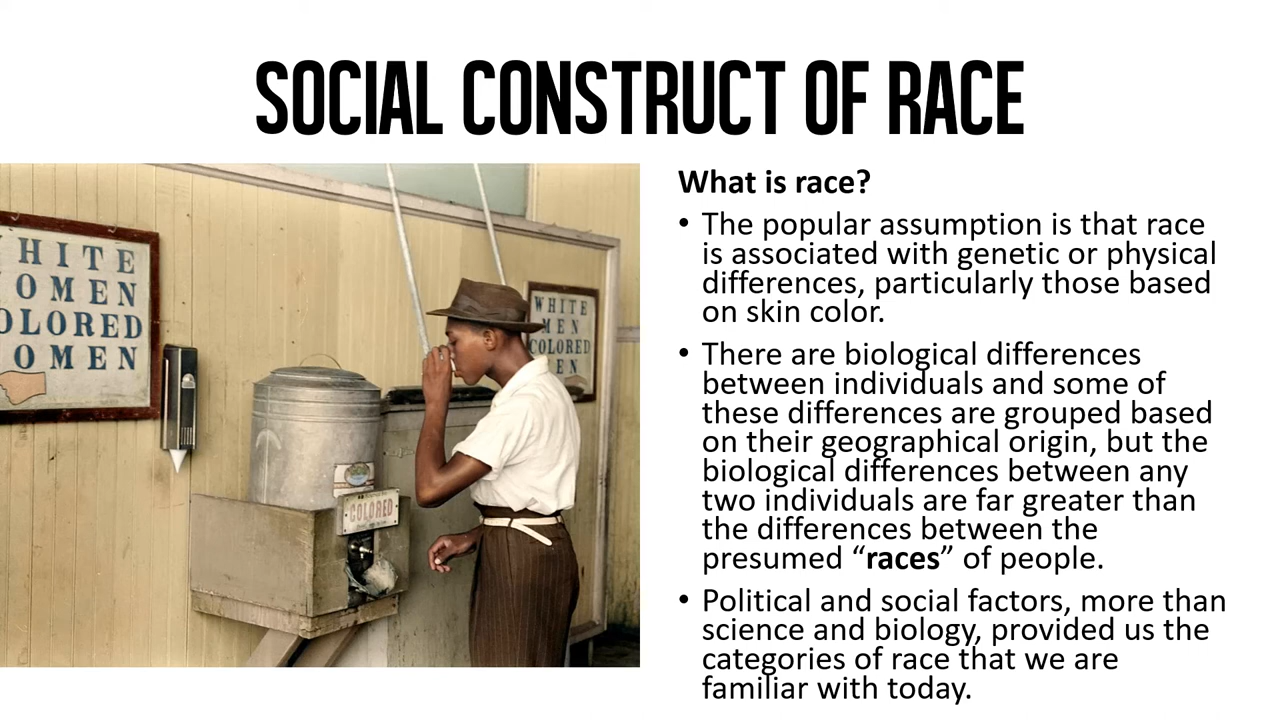 SOCIAL CONSTRUCT OF RACE
HITE
OMEN
OLORED
OMEN
WHITE
MEN
COLORED
EN
COLORED
What is race?
• The popular assumption is that race
is associated with genetic or physical
differences, particularly those based
on skin color.
• There are biological differences
between individuals and some of
these differences are grouped based
on their geographical origin, but the
biological differences between any
two individuals are far greater than
the differences between the
presumed “races” of people.
• Political and social factors, more than
science and biology, provided us the
categories of race that we are
familiar with today.